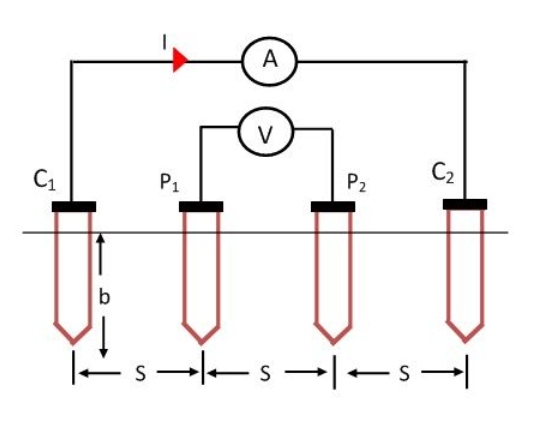 I
A
V
C₁ P₁ P₂ C₂
b
S S S